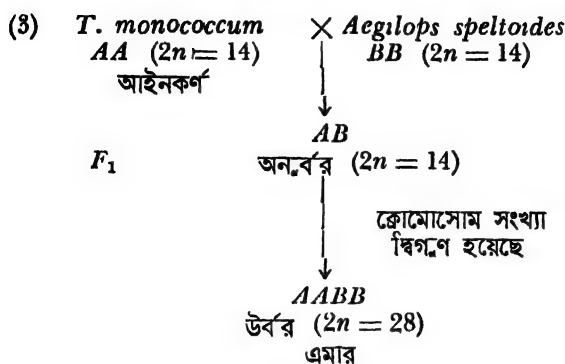 (3) T. monococcum × Aegilops speltoides
AA (2n = 14) BB (2n = 14)
আইনকর্ণ
AB
F₁ অনুর্বর (2n = 14)
ক্রোমোসোম সংখ্যা
দ্বিগুণ হয়েছে
AABB
উর্বর (2n = 28)
এমার